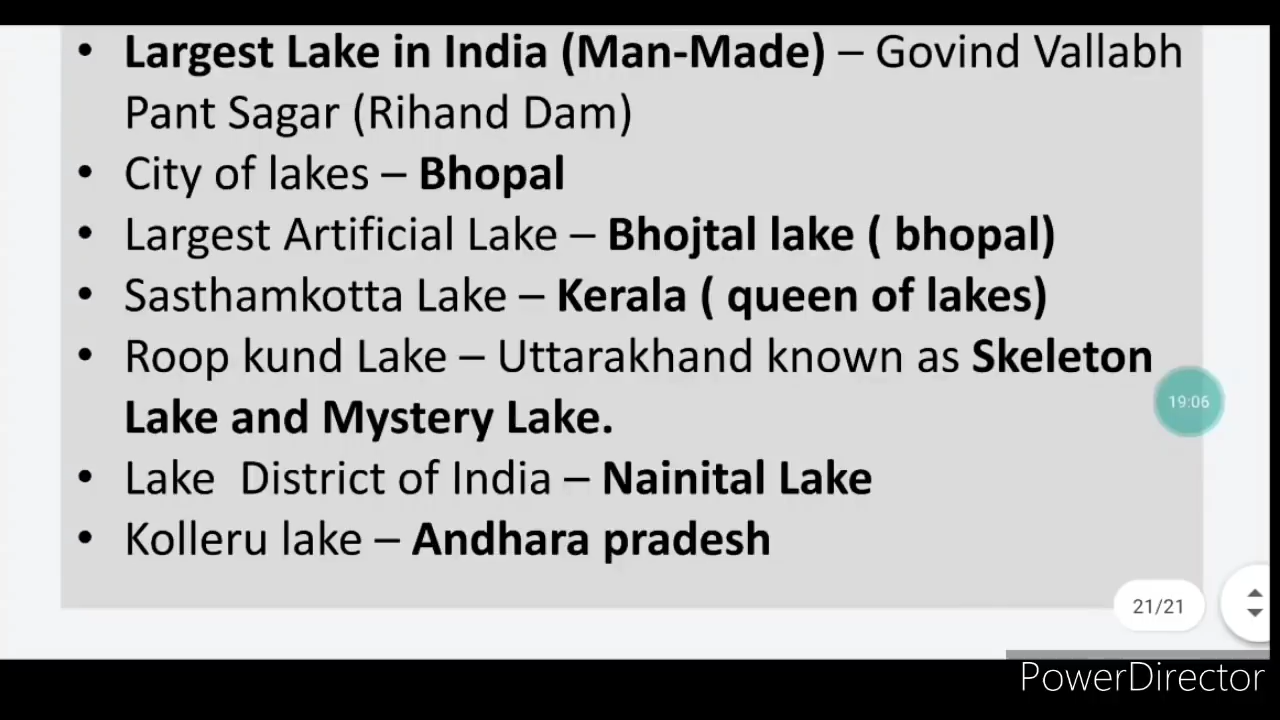 • Largest Lake in India (Man-Made) – Govind Vallabh
Pant Sagar (Rihand Dam)
• City of lakes – Bhopal
• Largest Artificial Lake – Bhojtal lake ( bhopal)
• Sasthamkotta Lake – Kerala ( queen of lakes)
• Roop kund Lake – Uttarakhand known as Skeleton
Lake and Mystery Lake.
19:06
• Lake  District of India – Nainital Lake
• Kolleru lake – Andhara pradesh
21/21
PowerDirector